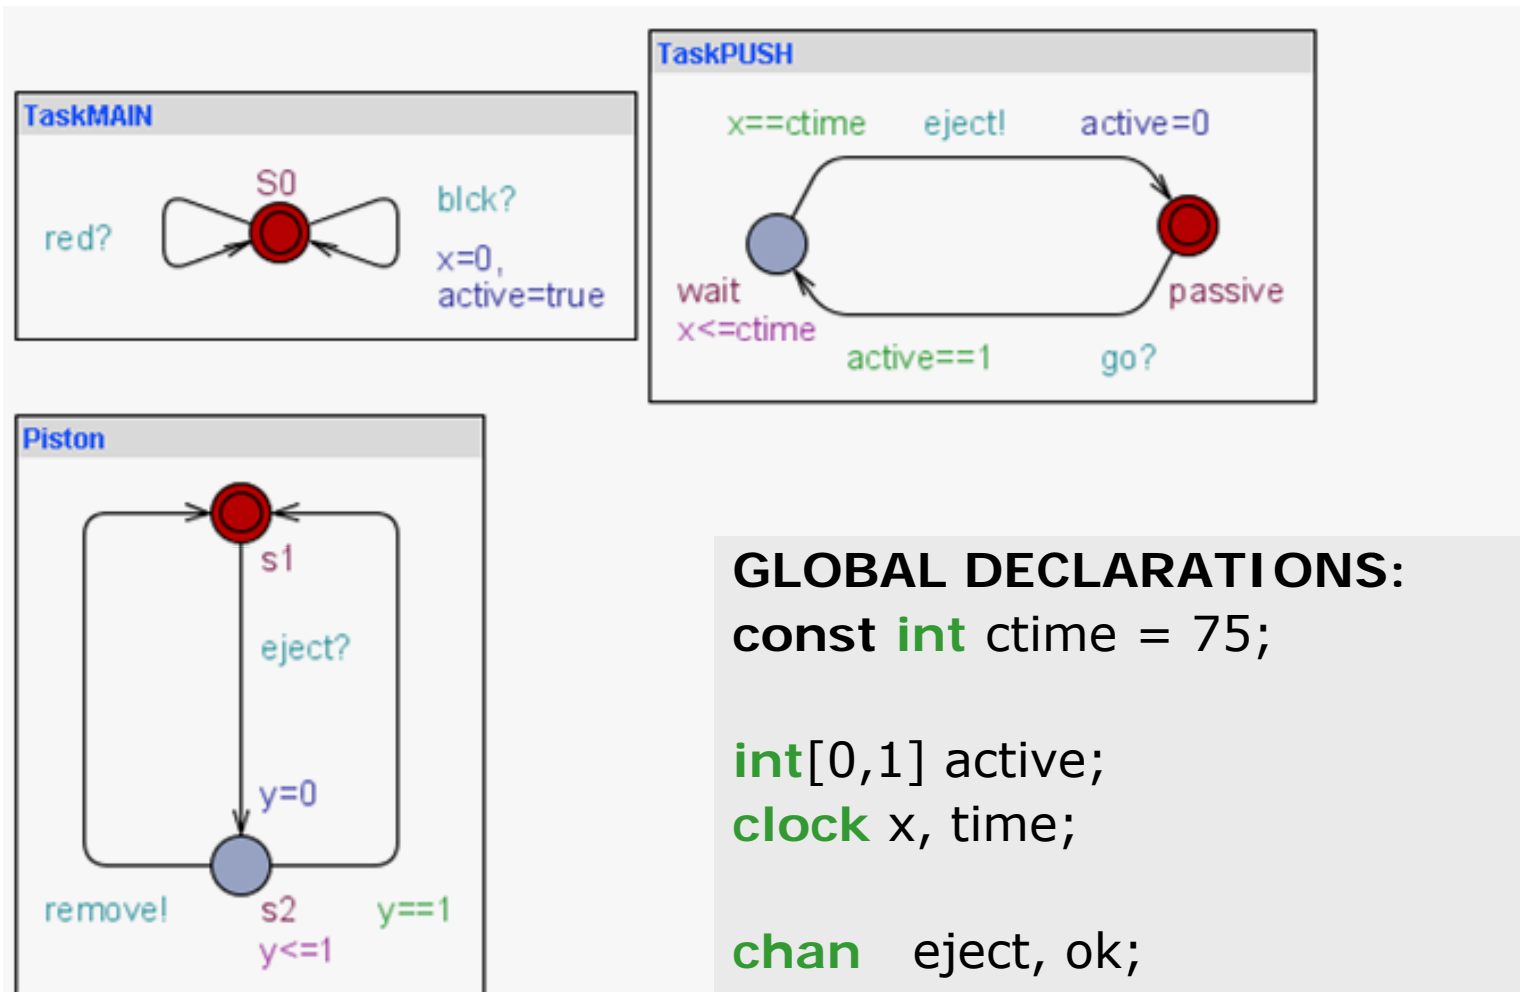 TaskMAIN
S0
red?
blck?
x=0,
active=true
TaskPUSH
x==ctime eject! active=0
wait
x<=ctime
passive
active==1 go?
Piston
s1
eject?
y=0
remove! s2 y==1
y<=1
GLOBAL DECLARATIONS:
const int ctime = 75;
int[0,1] active;
clock x, time;
chan eject, ok;